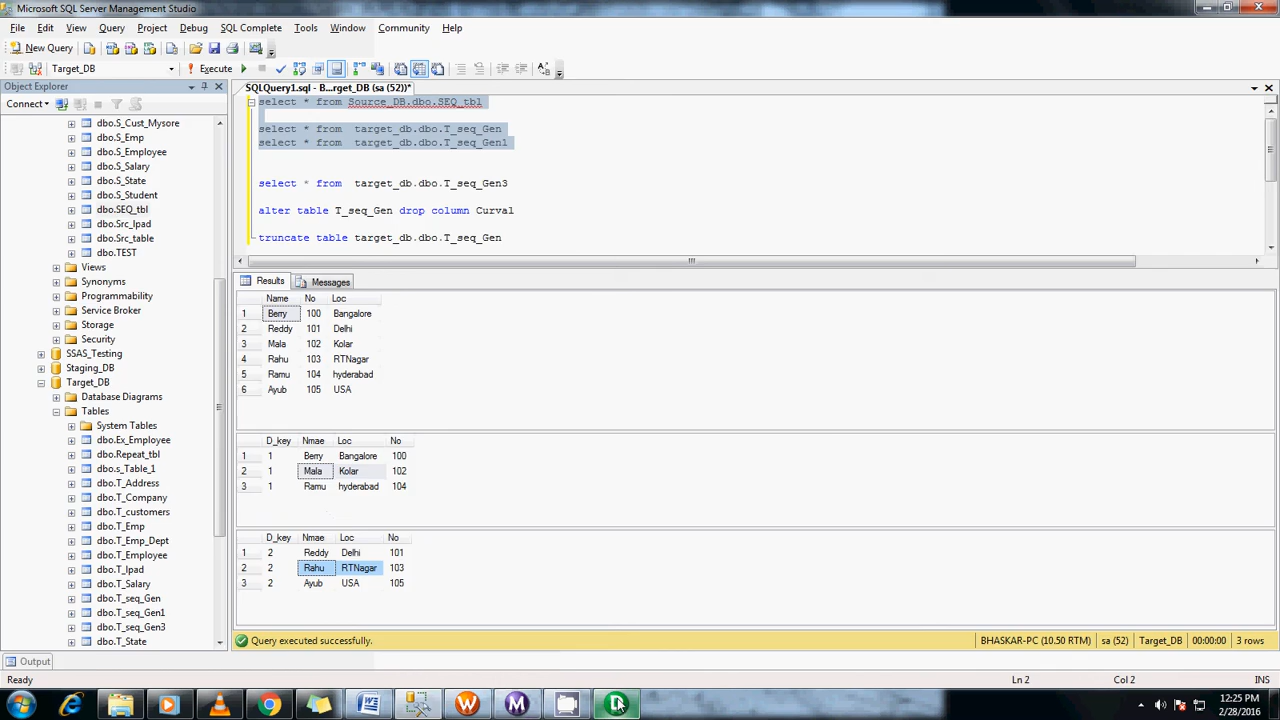 Microsoft SQL Server Management Studio
File Edit View Query Project Debug SQL Complete Tools Window Community Help
New Query
Target_DB Execute
Object Explorer
SQLQuery1.sql - B...rget_DB (sa (52))*
Connect
dbo.S_Cust_Mysore
dbo.S_Emp
dbo.S_Employee
dbo.S_Salary
dbo.S_State
dbo.S_Student
dbo.SEQ_tbl
dbo.Src_Ipad
dbo.Src_table
dbo.TEST
Views
Synonyms
Programmability
Service Broker
Storage
Security
SSAS_Testing
Staging_DB
Target_DB
Database Diagrams
Tables
System Tables
dbo.Ex_Employee
dbo.Repeat_tbl
dbo.s_Table_1
dbo.T_Address
dbo.T_Company
dbo.T_customers
dbo.T_Emp
dbo.T_Emp_Dept
dbo.T_Employee
dbo.T_Ipad
dbo.T_Salary
dbo.T_seq_Gen
dbo.T_seq_Gen1
dbo.T_seq_Gen3
dbo.T_State
select * from Source_DB.dbo.SEQ_tbl
select * from target_db.dbo.T_seq_Gen
select * from target_db.dbo.T_seq_Gen1
select * from target_db.dbo.T_seq_Gen3
alter table T_seq_Gen drop column Curval
truncate table target_db.dbo.T_seq_Gen
Results Messages
Name No Loc
1 Berry 100 Bangalore
2 Reddy 101 Delhi
3 Mala 102 Kolar
4 Rahu 103 RTNagar
5 Ramu 104 hyderabad
6 Ayub 105 USA
D_key Nmae Loc No
1 1 Berry Bangalore 100
2 1 Mala Kolar 102
3 1 Ramu hyderabad 104
D_key Nmae Loc No
1 2 Reddy Delhi 101
2 2 Rahu RTNagar 103
3 2 Ayub USA 105
Query executed successfully. BHASKAR-PC (10.50 RTM) sa (52) Target_DB 00:00:00 3 rows
Output
Ready Ln 2 Col 2 INS
12:25 PM
2/28/2016